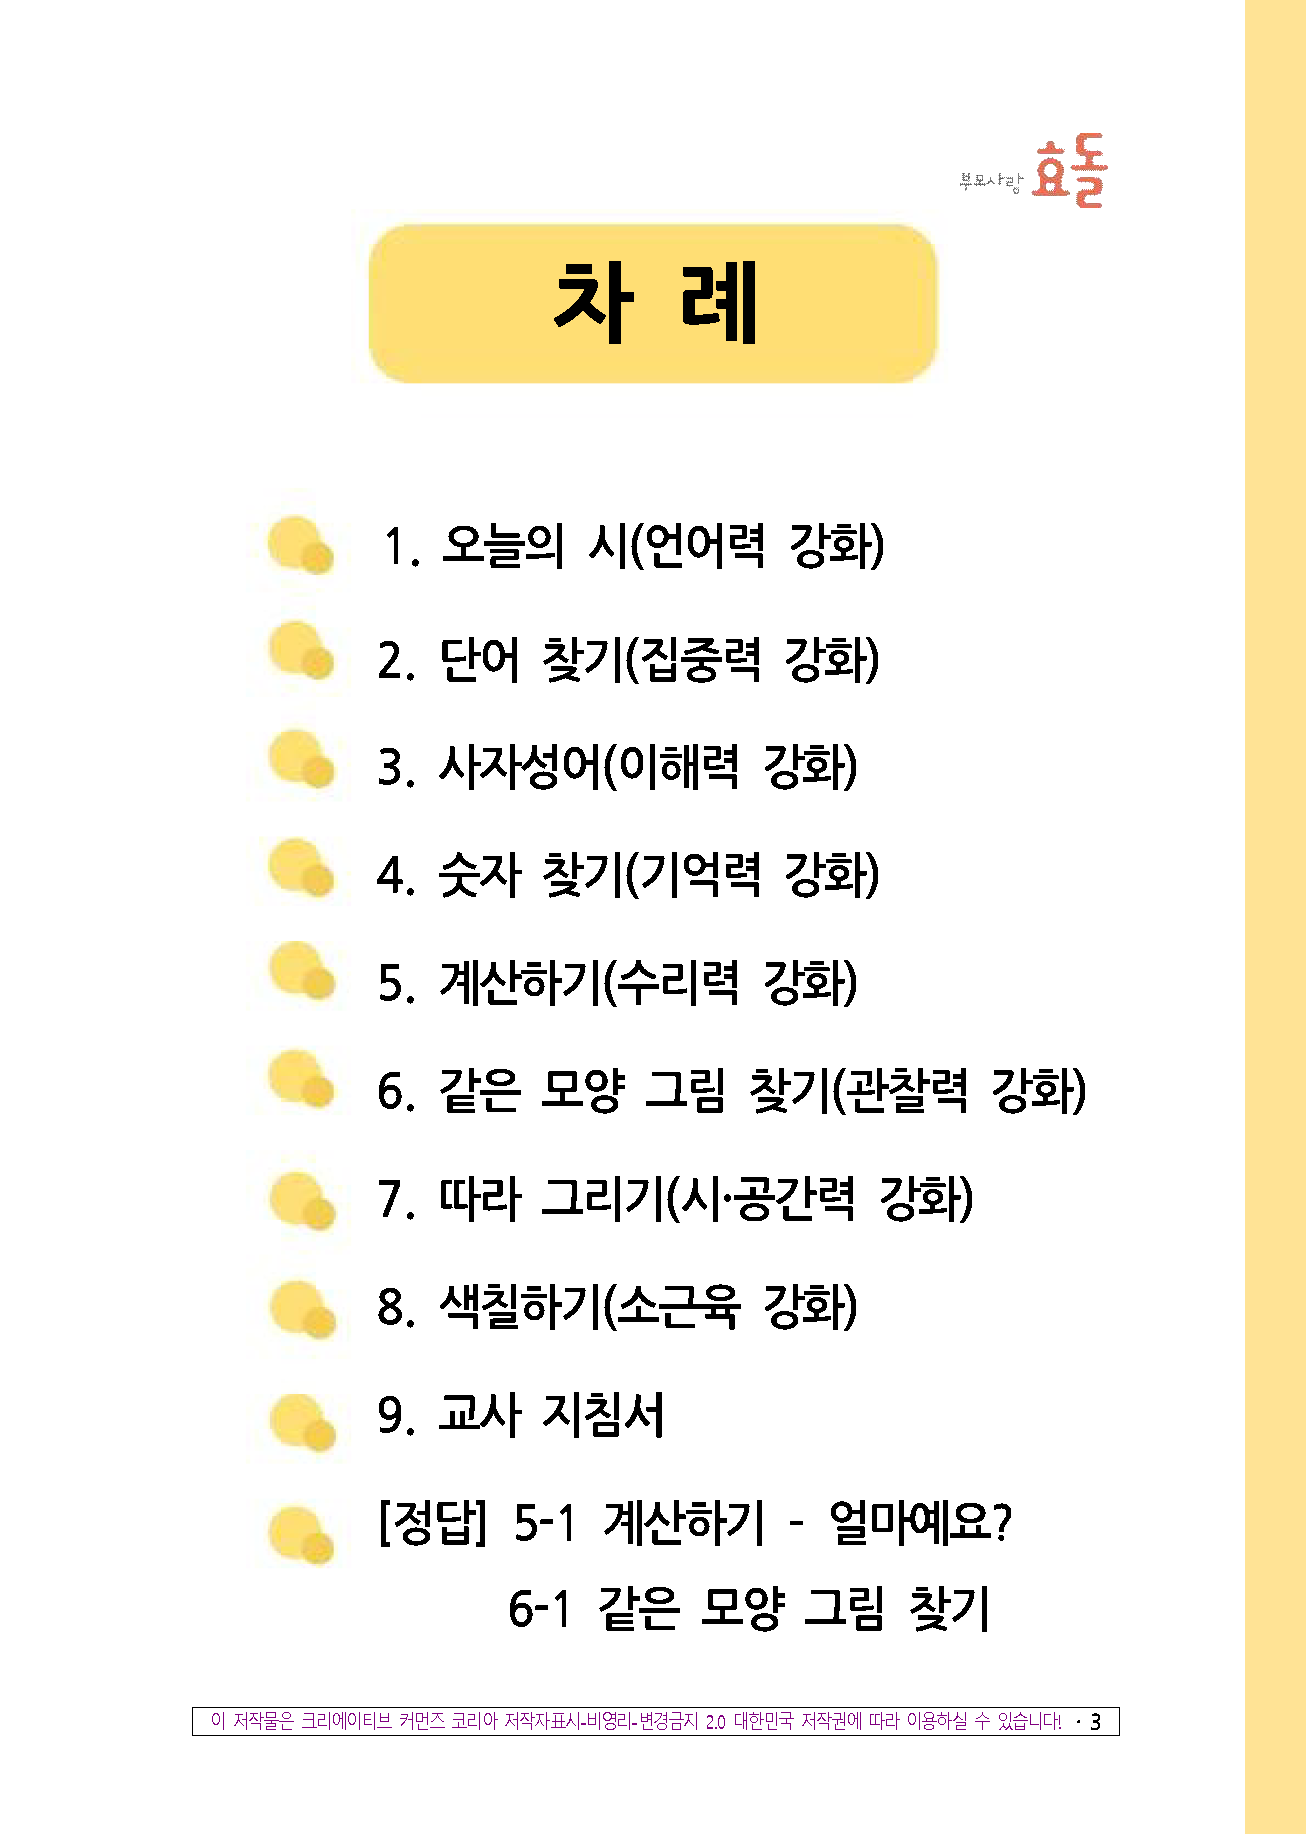 부모사랑 효돌
차 례
1. 오늘의 시(언어력 강화)
2. 단어 찾기(집중력 강화)
3. 사자성어(이해력 강화)
4. 숫자 찾기(기억력 강화)
5. 계산하기(수리력 강화)
6. 같은 모양 그림 찾기(관찰력 강화)
7. 따라 그리기(시·공간력 강화)
8. 색칠하기(소근육 강화)
9. 교사 지침서
[정답] 5-1 계산하기 - 얼마예요?
6-1 같은 모양 그림 찾기
이 저작물은 크리에이티브 커먼즈 코리아 저작자표시-비영리-변경금지 2.0 대한민국 저작권에 따라 이용하실 수 있습니다! · 3